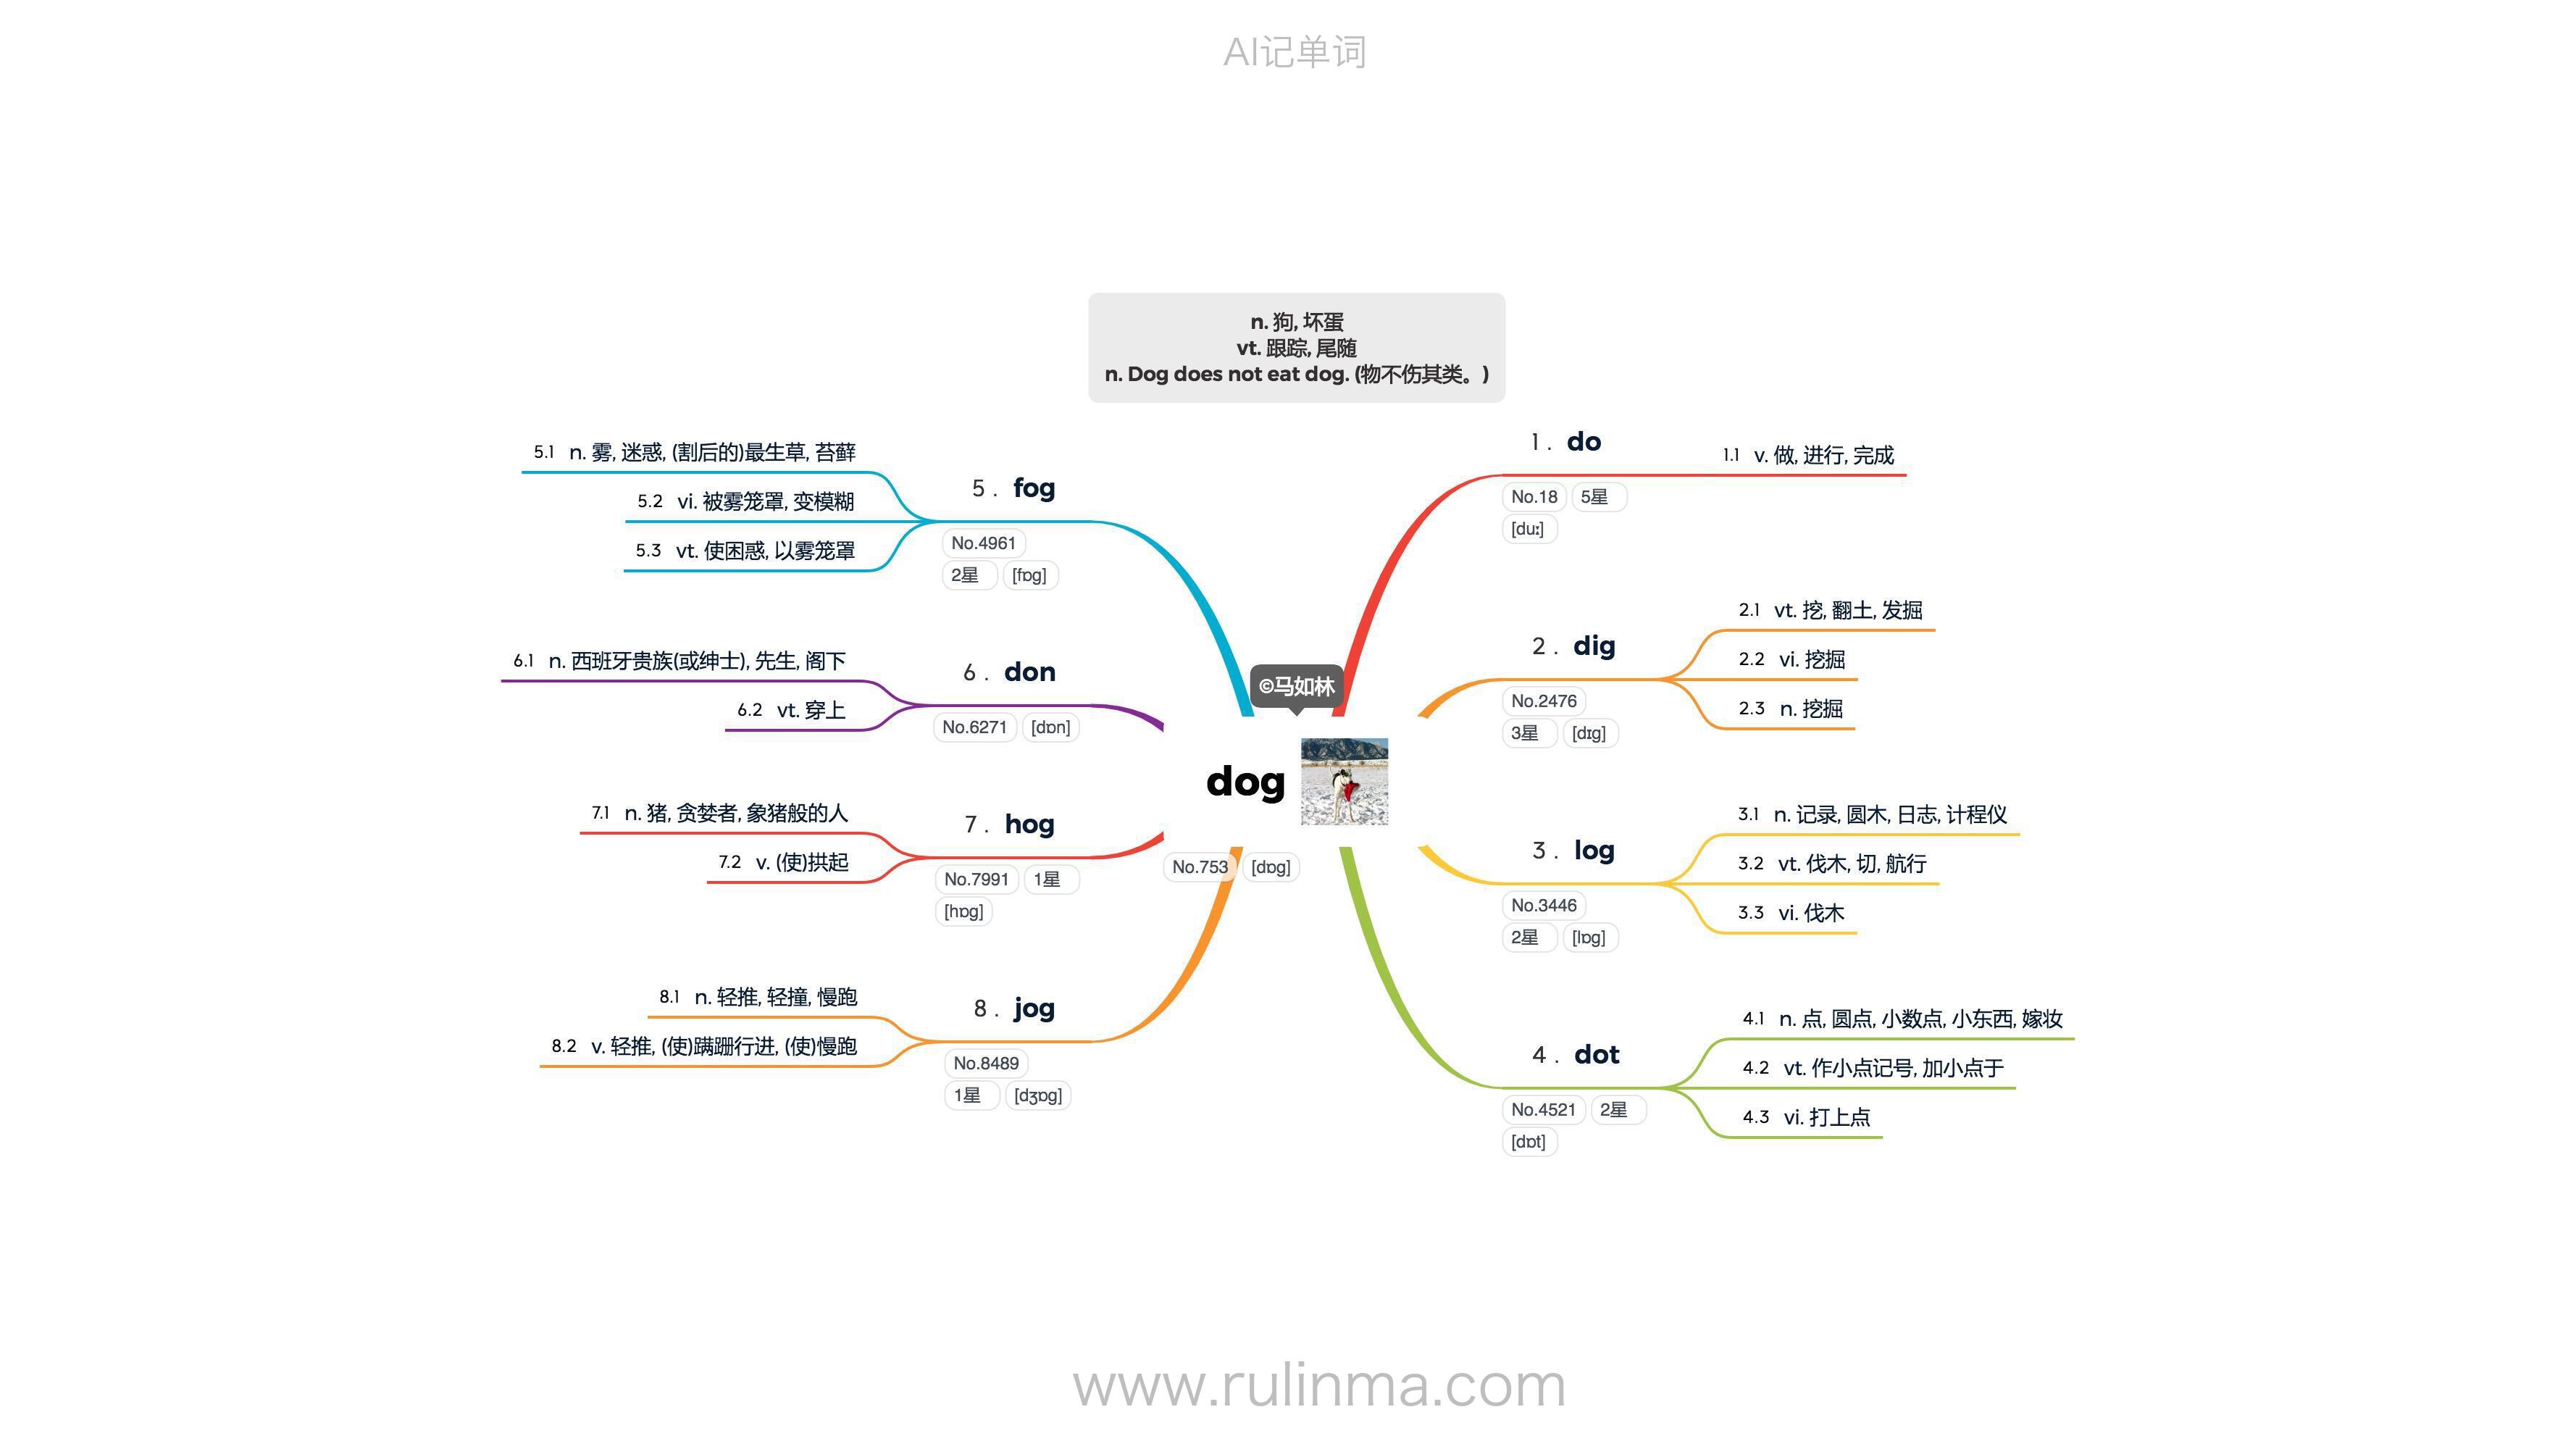 AI记单词
n. 狗, 坏蛋
vt. 跟踪, 尾随
n. Dog does not eat dog. (物不伤其类。)
©马如林
dog
No.753 [dɒg]
1 . do
No.18 5星
[duː]
1.1 v. 做, 进行, 完成
2 . dig
No.2476
3星 [dɪg]
2.1 vt. 挖, 翻土, 发掘
2.2 vi. 挖掘
2.3 n. 挖掘
3 . log
No.3446
2星 [lɒg]
3.1 n. 记录, 圆木, 日志, 计程仪
3.2 vt. 伐木, 切, 航行
3.3 vi. 伐木
4 . dot
No.4521 2星
[dɒt]
4.1 n. 点, 圆点, 小数点, 小东西, 嫁妆
4.2 vt. 作小点记号, 加小点于
4.3 vi. 打上点
5 . fog
No.4961
2星 [fɒg]
5.1 n. 雾, 迷惑, (割后的)最生草, 苔藓
5.2 vi. 被雾笼罩, 变模糊
5.3 vt. 使困惑, 以雾笼罩
6 . don
No.6271 [dɒn]
6.1 n. 西班牙贵族(或绅士), 先生, 阁下
6.2 vt. 穿上
7 . hog
No.7991 1星
[hɒg]
7.1 n. 猪, 贪婪者, 象猪般的人
7.2 v. (使)拱起
8 . jog
No.8489
1星 [dʒɒg]
8.1 n. 轻推, 轻撞, 慢跑
8.2 v. 轻推, (使)蹒跚行进, (使)慢跑
www.rulinma.com